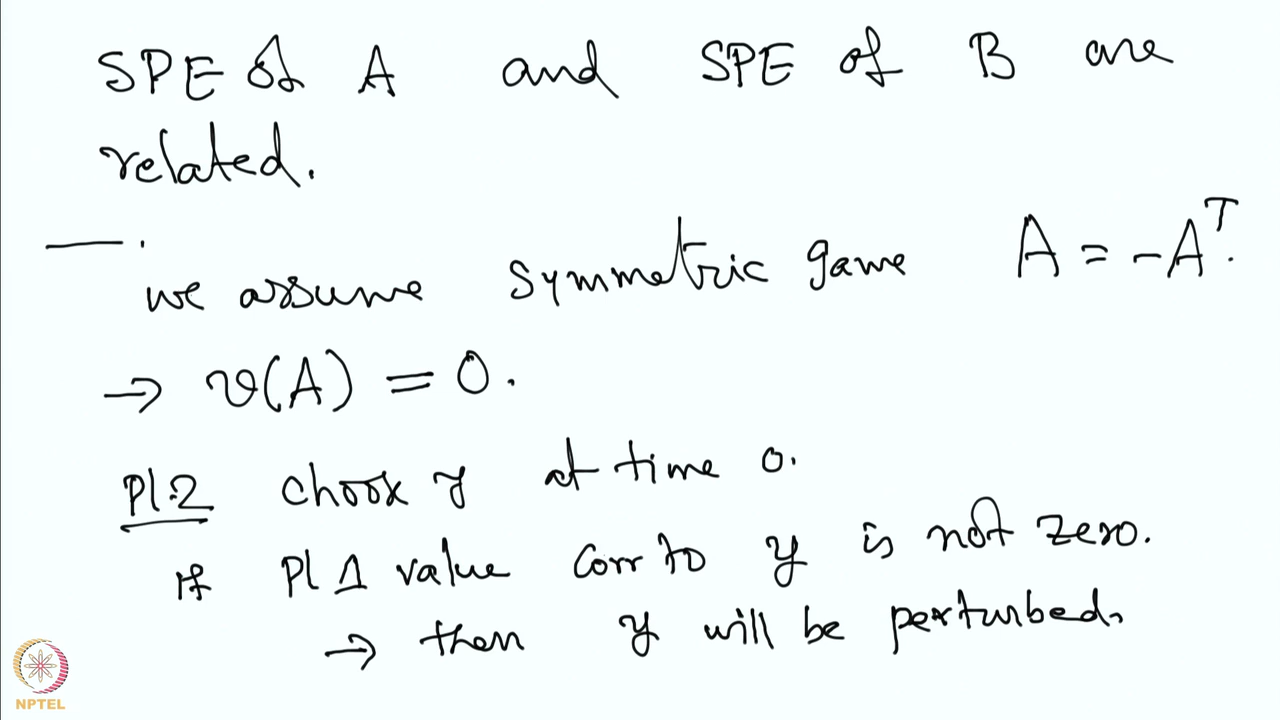 SPE of A and SPE of B are
related.
we assume symmetric game A = -Aᵀ.
→ v(A) = 0.
Pl.2 choox y at time 0.
If Pl 1 value corr to y is not zero.
→ then y will be perturbed.
NPTEL